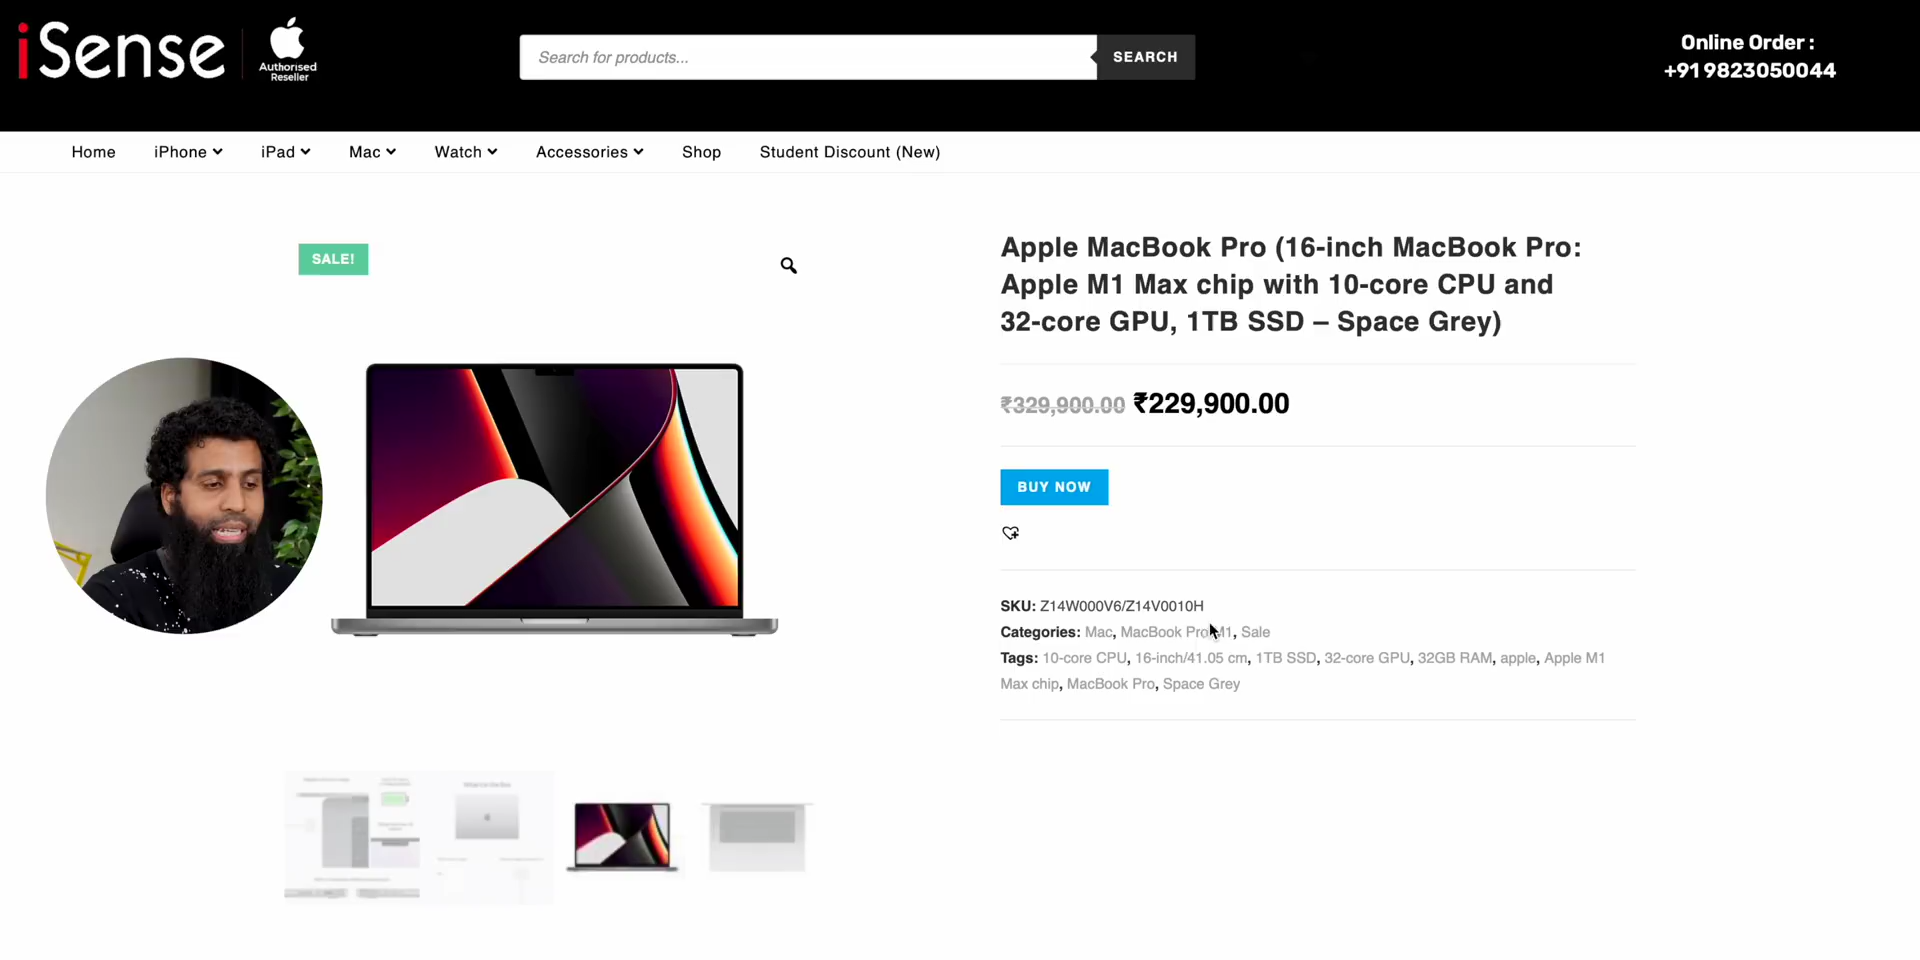 iSense
Authorised
Reseller
Search for products...
SEARCH
Online Order :
+91 9823050044
Home
iPhone
iPad
Mac
Watch
Accessories
Shop
Student Discount (New)
SALE!
Apple MacBook Pro (16-inch MacBook Pro:
Apple M1 Max chip with 10-core CPU and
32-core GPU, 1TB SSD – Space Grey)
₹329,900.00 ₹229,900.00
BUY NOW
SKU: Z14W000V6/Z14V0010H
Categories: Mac, MacBook Pro M1, Sale
Tags: 10-core CPU, 16-inch/41.05 cm, 1TB SSD, 32-core GPU, 32GB RAM, apple, Apple M1
Max chip, MacBook Pro, Space Grey